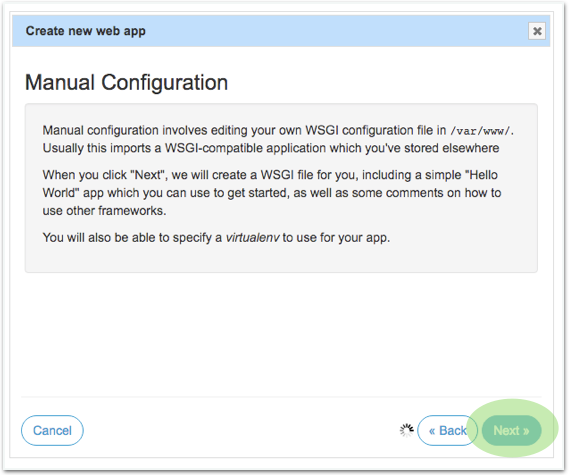 Create new web app
Manual Configuration
Manual configuration involves editing your own WSGI configuration file in /var/www/.
Usually this imports a WSGI-compatible application which you've stored elsewhere
When you click "Next", we will create a WSGI file for you, including a simple "Hello
World" app which you can use to get started, as well as some comments on how to
use other frameworks.
You will also be able to specify a virtualenv to use for your app.
Cancel
« Back
Next »